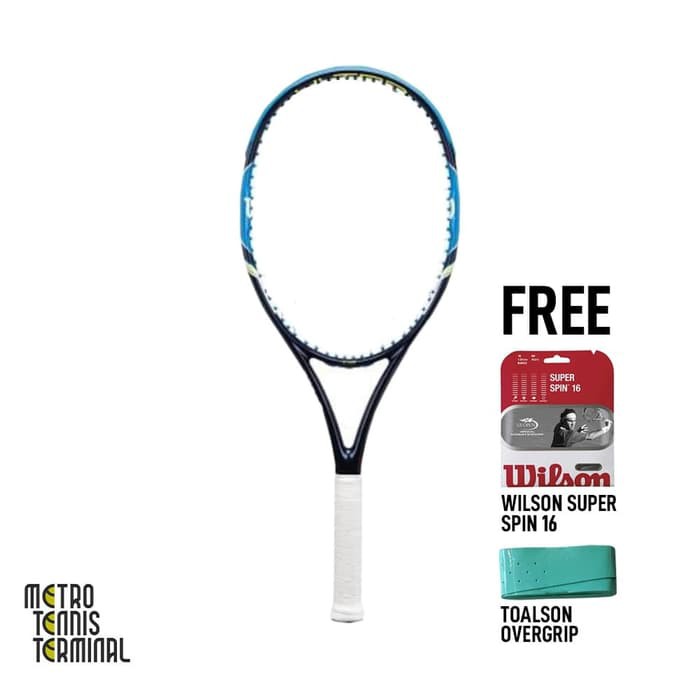 FREE
SUPER
SPIN 16
Wilson
WILSON SUPER
SPIN 16
TOALSON
OVERGRIP
METRO
TENNIS
TERMINAL